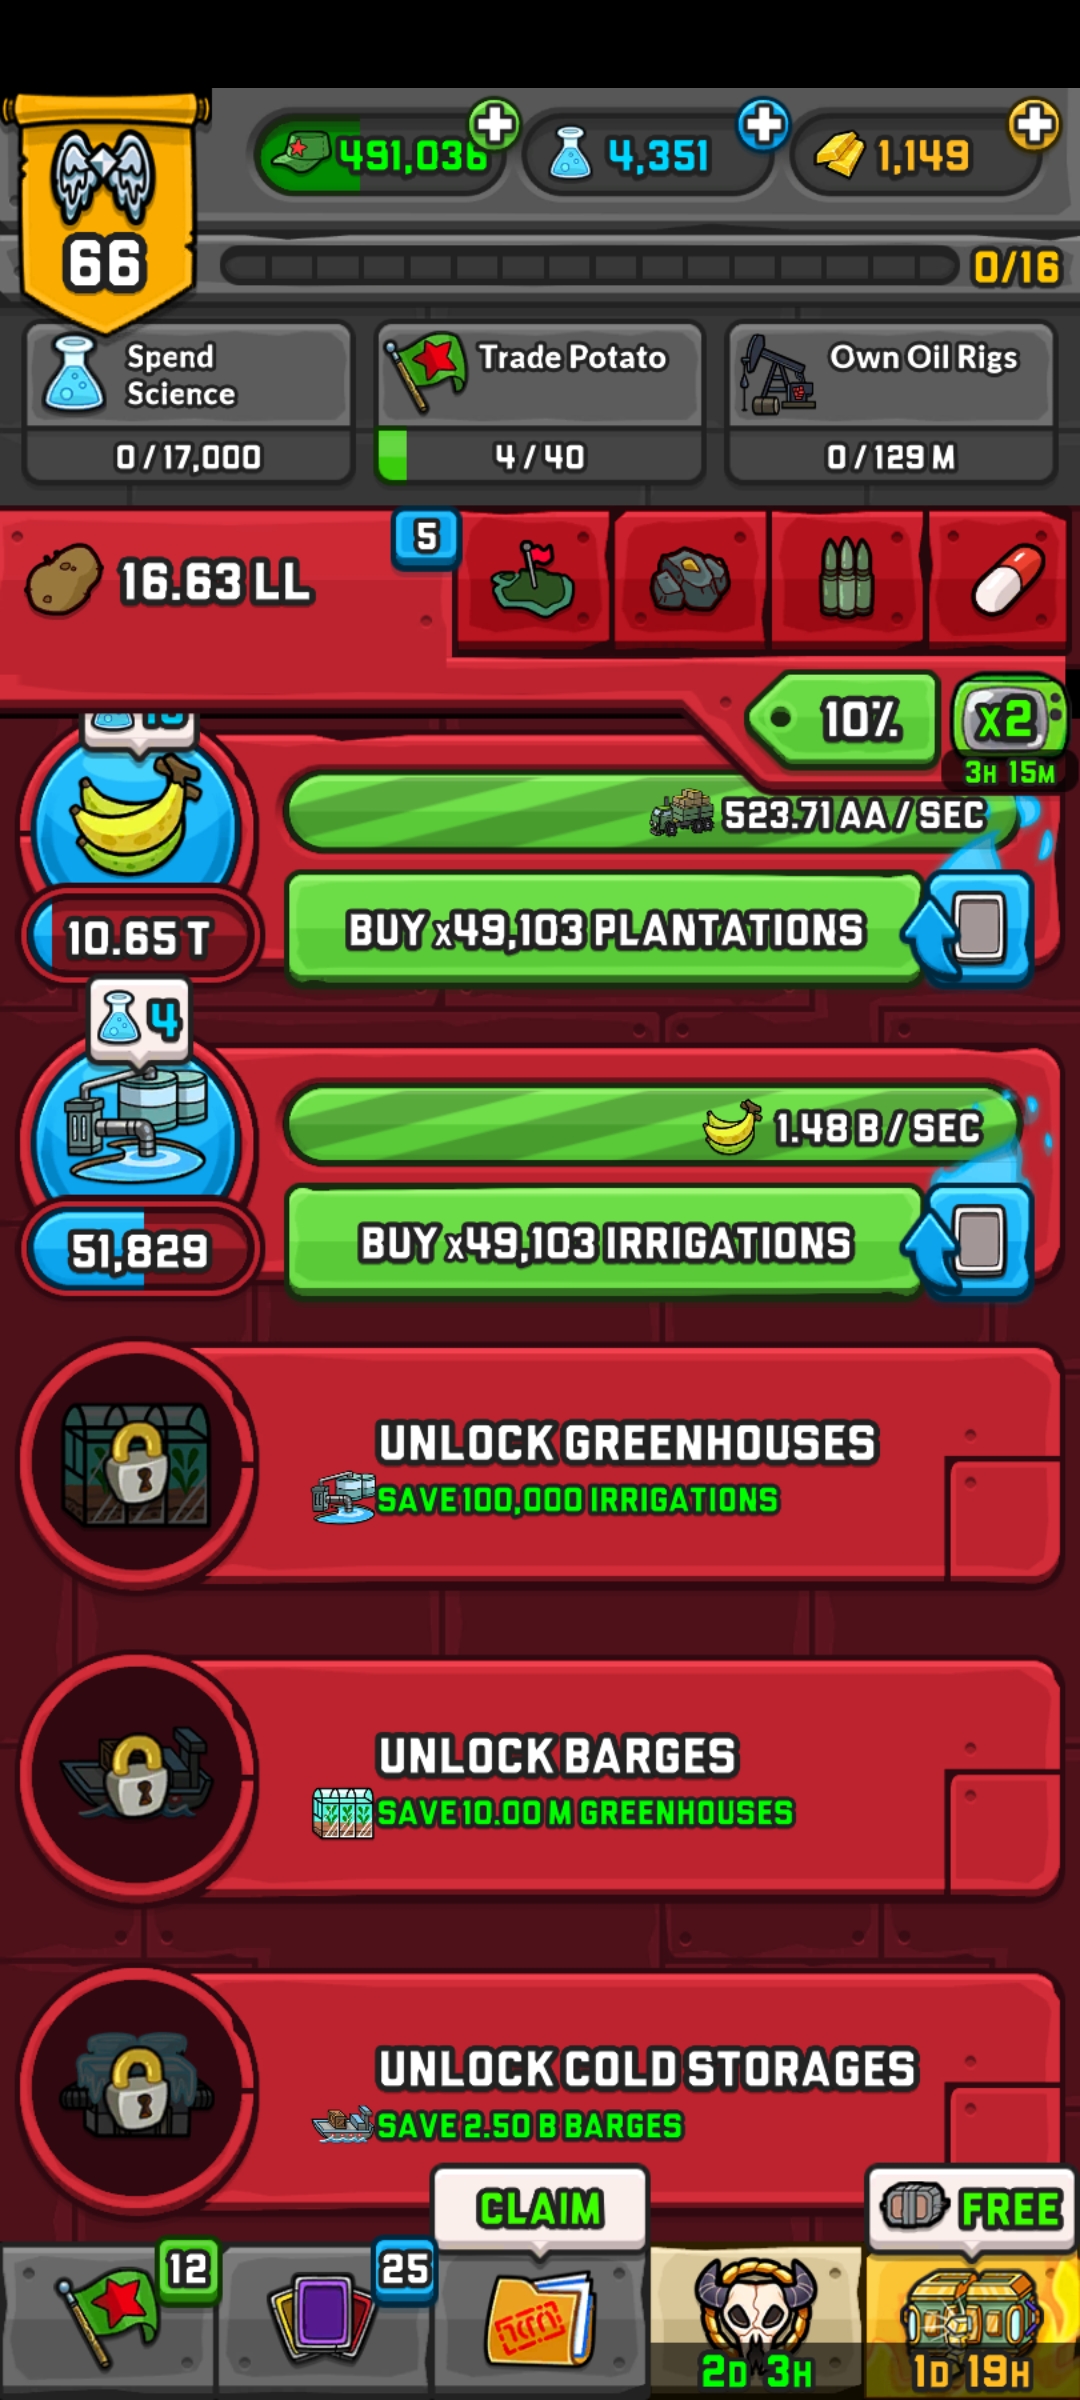 491,036
4,351
1,149
66
0/16
Spend
Science
0 / 17,000
Trade Potato
4 / 40
Own Oil Rigs
0 / 129 M
16.63 LL
5
10%
x2
3H 15M
523.71 AA / SEC
10.65 T
BUY x49,103 PLANTATIONS
4
1.48 B / SEC
51,829
BUY x49,103 IRRIGATIONS
UNLOCK GREENHOUSES
SAVE 100,000 IRRIGATIONS
UNLOCK BARGES
SAVE 10.00 M GREENHOUSES
UNLOCK COLD STORAGES
SAVE 2.50 B BARGES
CLAIM
FREE
12
25
2D 3H
1D 19H